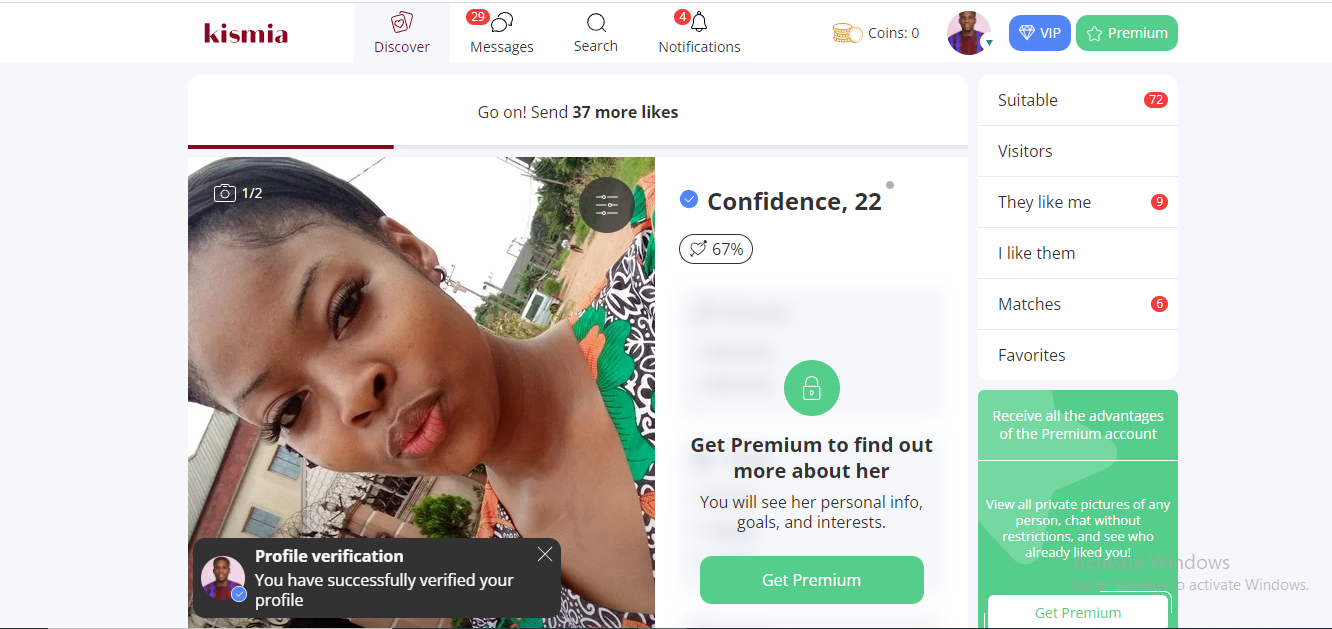 kismia
Discover
29
Messages
Search
4
Notifications
Coins: 0
VIP
Premium
Go on! Send 37 more likes
1/2
Confidence, 22
67%
Get Premium to find out
more about her
You will see her personal info,
goals, and interests.
Get Premium
Profile verification
You have successfully verified your
profile
Suitable
72
Visitors
They like me
9
I like them
Matches
6
Favorites
Receive all the advantages
of the Premium account
View all private pictures of any
person, chat without
restrictions, and see who
already liked you!
Get Premium
Activate Windows
Go to Settings to activate Windows.